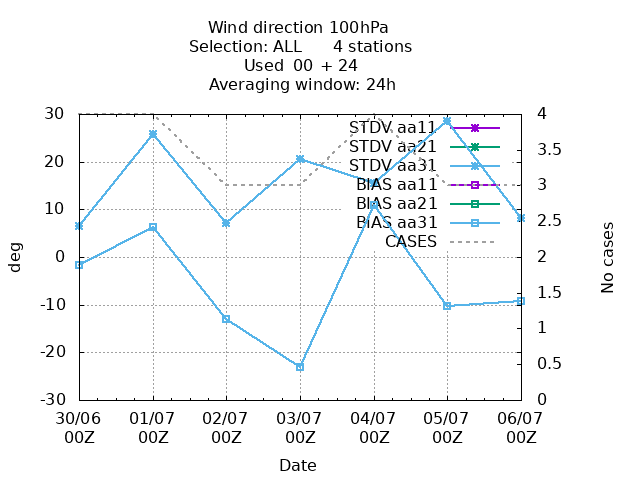 Wind direction 100hPa
Selection: ALL 4 stations
Used 00 + 24
Averaging window: 24h
30
20
10
0
-10
-20
-30
deg
STDV aa11
STDV aa21
STDV aa31
BIAS aa11
BIAS aa21
BIAS aa31
CASES
4
3.5
3
2.5
2
1.5
1
0.5
0
No cases
30/06 01/07 02/07 03/07 04/07 05/07 06/07
00Z 00Z 00Z 00Z 00Z 00Z 00Z
Date